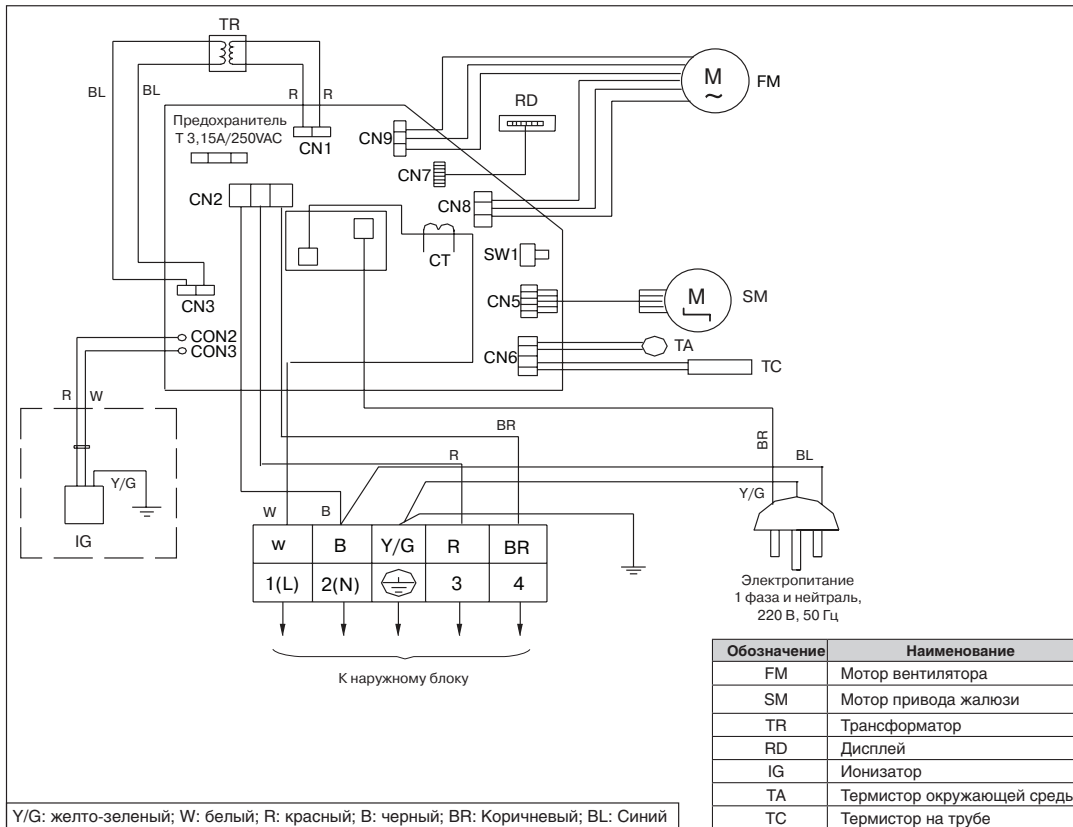 TR
BL
BL
R
R
Предохранитель
Т 3,15А/250VAC
CN1
CN9
RD
M
~
FM
CN7
CN2
CN8
CT
SW1
CN3
CN5
M
SM
CON2
CON3
CN6
TA
TC
R
W
BR
BR
R
BL
Y/G
Y/G
IG
W
B
w
B
Y/G
R
BR
1(L)
2(N)
3
4
К наружному блоку
Электропитание
1 фаза и нейтраль,
220 В, 50 Гц
Обозначение Наименование
FM Мотор вентилятора
SM Мотор привода жалюзи
TR Трансформатор
RD Дисплей
IG Ионизатор
TA Термистор окружающей среды
TC Термистор на трубе
Y/G: желто-зеленый; W: белый; R: красный; B: черный; BR: Коричневый; BL: Синий